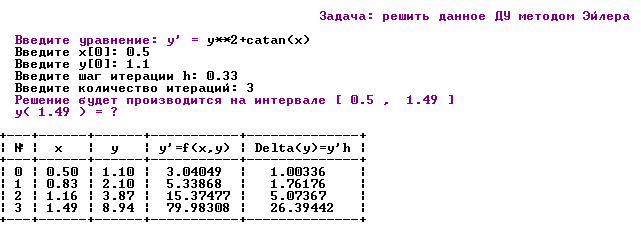 Задача: решить данное ДУ методом Эйлера
Введите уравнение: y' = y**2+catan(x)
Введите x[0]: 0.5
Введите y[0]: 1.1
Введите шаг итерации h: 0.33
Введите количество итераций: 3
Решение будет производится на интервале [ 0.5 ,  1.49 ]
y( 1.49 ) = ?
+---+------+------+-----------+----------------+
¦ № ¦  x   ¦  y   ¦ y'=f(x,y) ¦ Delta(y)=y'h ¦
+---+------+------+-----------+----------------+
¦ 0 ¦ 0.50 ¦ 1.10 ¦  3.04049  ¦   1.00336    ¦
¦ 1 ¦ 0.83 ¦ 2.10 ¦  5.33868  ¦   1.76176    ¦
¦ 2 ¦ 1.16 ¦ 3.87 ¦  15.37477 ¦   5.07367    ¦
¦ 3 ¦ 1.49 ¦ 8.94 ¦  79.98308 ¦   26.39442   ¦
+---+------+------+-----------+----------------+